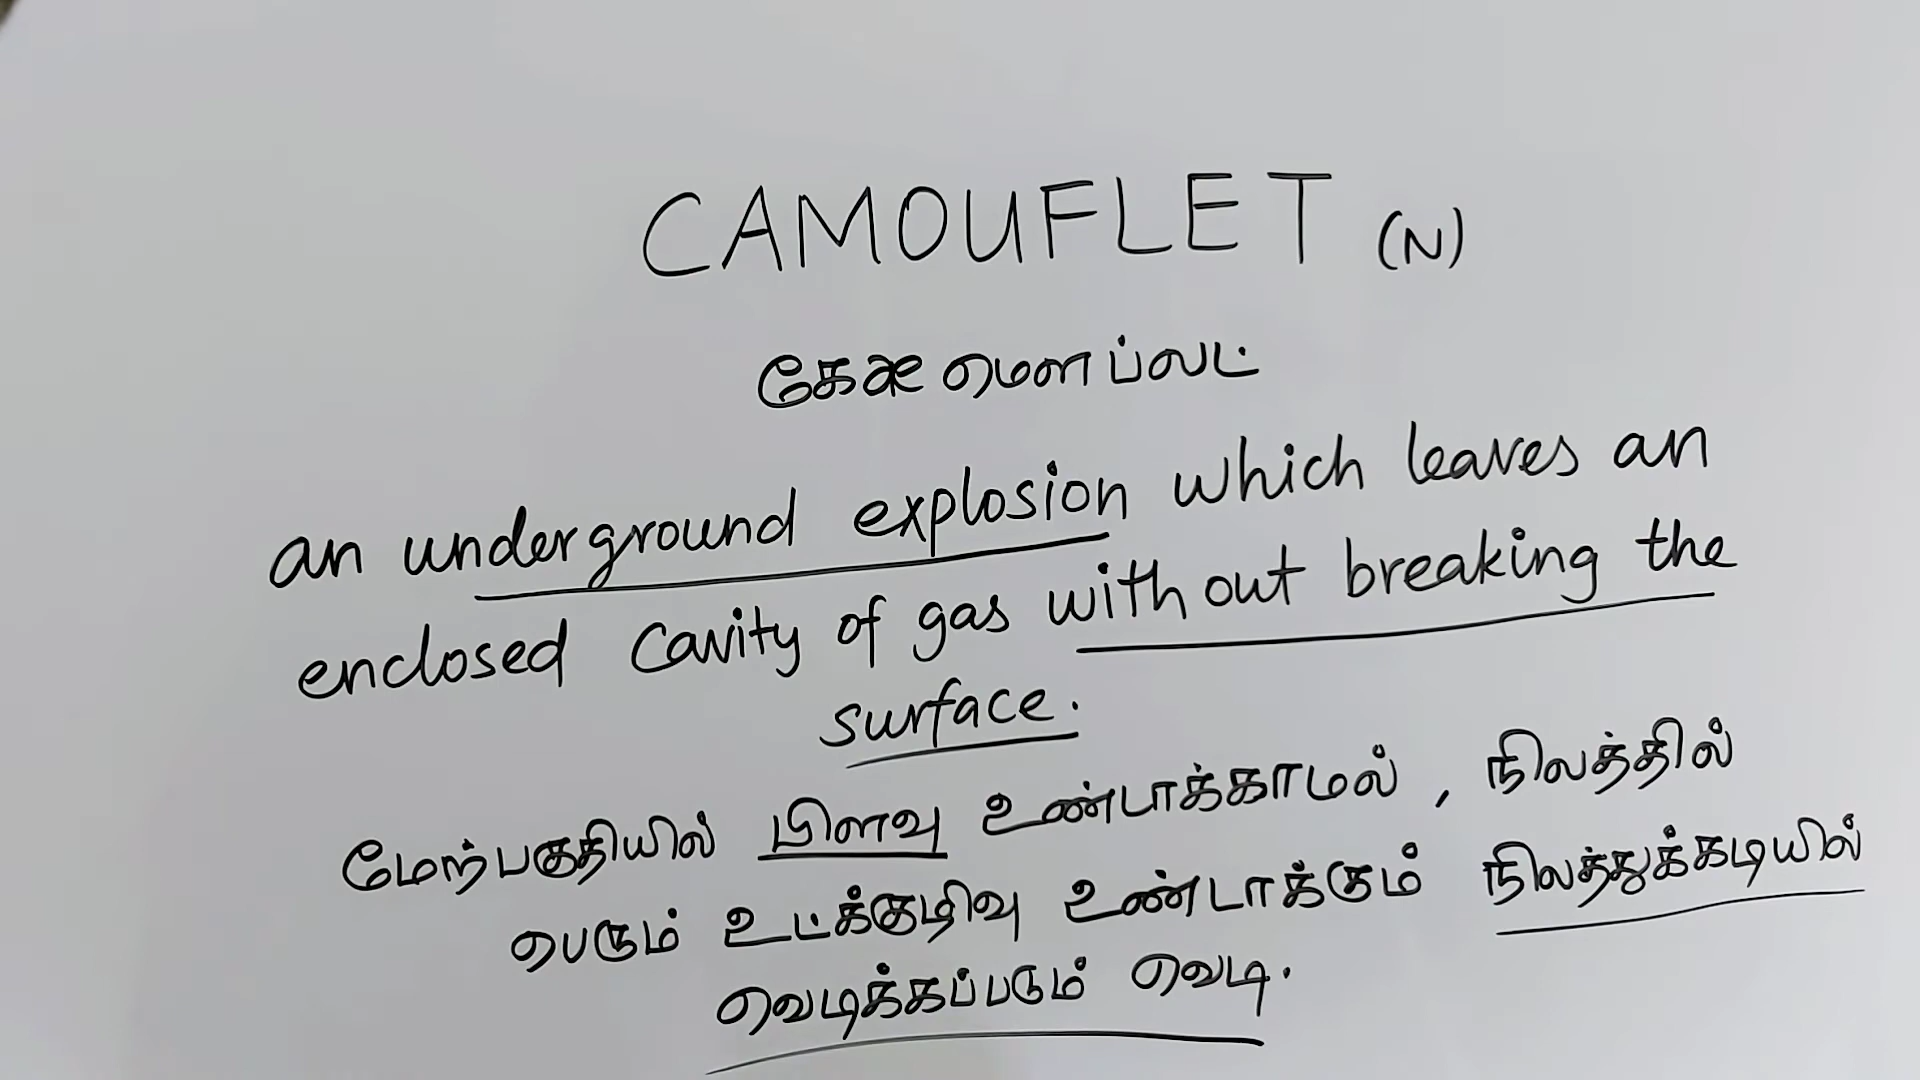 CAMOUFLET (N)
கேமௌப்லட்
an underground explosion which leaves an
enclosed cavity of gas without breaking the
surface.
மேற்பகுதியில் பிளவு உண்டாக்காமல், நிலத்தில்
பெரும் உட்க்குழிவு உண்டாக்கும் நிலத்துக்கடியில்
வெடிக்கப்படும் வெடி.